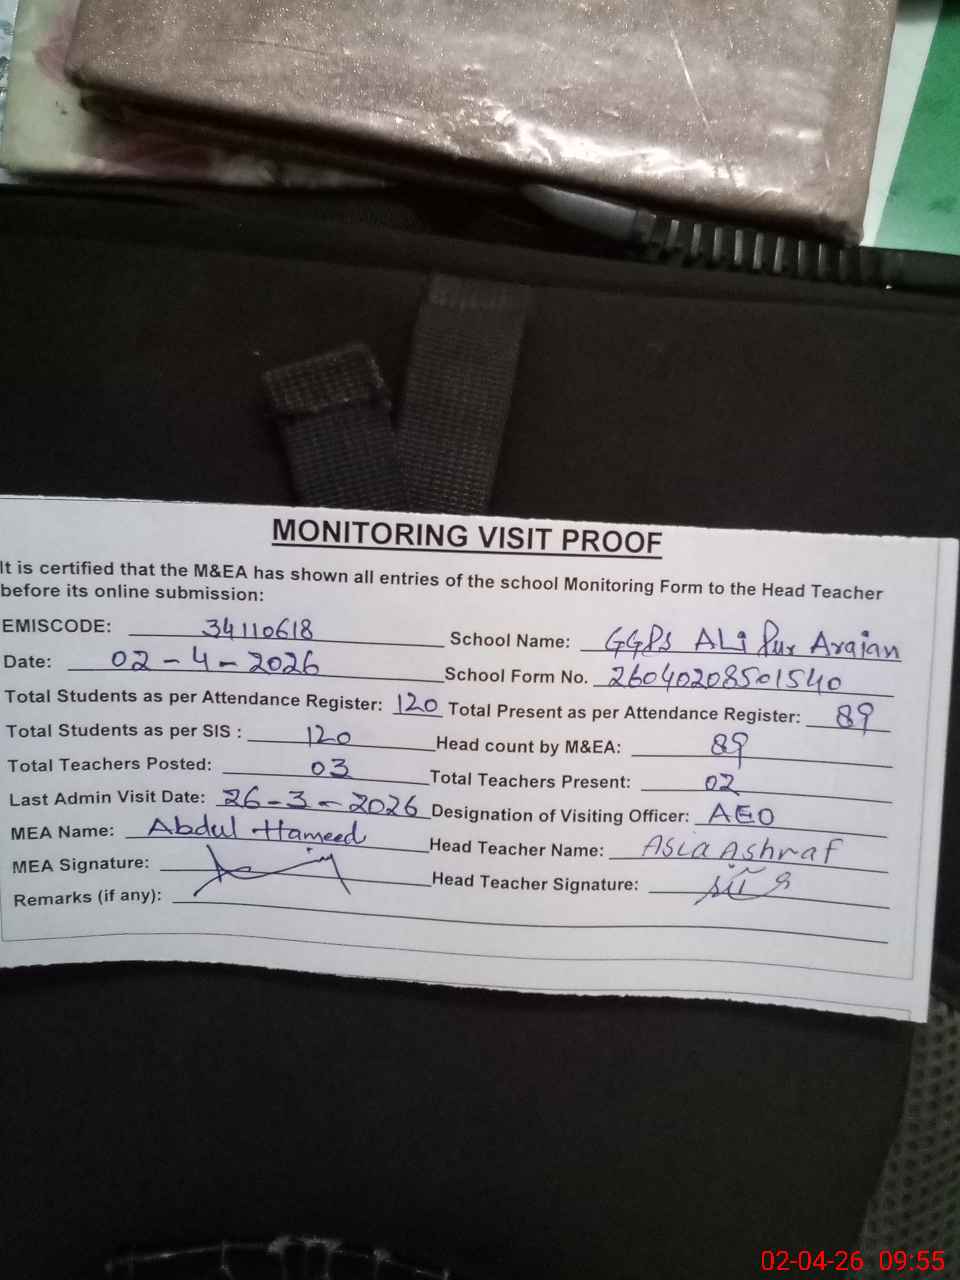 MONITORING VISIT PROOF
It is certified that the M&EA has shown all entries of the school Monitoring Form to the Head Teacher
before its online submission:
EMISCODE: 34110618 School Name: GGPS ALi Pur Arajan
Date: 02-4-2026 School Form No. 26040208501540
Total Students as per Attendance Register: 120 Total Present as per Attendance Register: 89
Total Students as per SIS : 120 Head count by M&EA: 89
Total Teachers Posted: 03 Total Teachers Present: 02
Last Admin Visit Date: 26-3-2026 Designation of Visiting Officer: AEO
MEA Name: Abdul Hameed Head Teacher Name: Asia Ashraf
MEA Signature: Head Teacher Signature:
Remarks (if any):
02-04-26 09:55